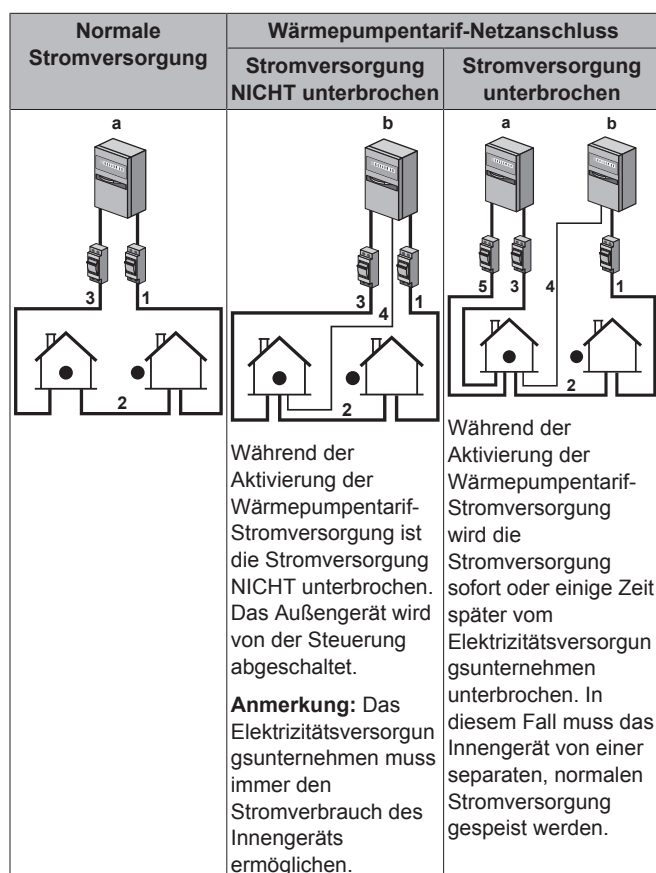 Normale
Stromversorgung
Wärmepumpentarif-Netzanschluss
Stromversorgung
NICHT unterbrochen
Stromversorgung
unterbrochen
a
3
1
2
b
3
4
1
2
Während der
Aktivierung der
Wärmepumpentarif-
Stromversorgung ist
die Stromversorgung
NICHT unterbrochen.
Das Außengerät wird
von der Steuerung
abgeschaltet.
Anmerkung: Das
Elektrizitätsversorgun
gsunternehmen muss
immer den
Stromverbrauch des
Innengeräts
ermöglichen.
a
b
5
3
4
1
2
Während der
Aktivierung der
Wärmepumpentarif-
Stromversorgung
wird die
Stromversorgung
sofort oder einige Zeit
später vom
Elektrizitätsversorgun
gsunternehmen
unterbrochen. In
diesem Fall muss das
Innengerät von einer
separaten, normalen
Stromversorgung
gespeist werden.